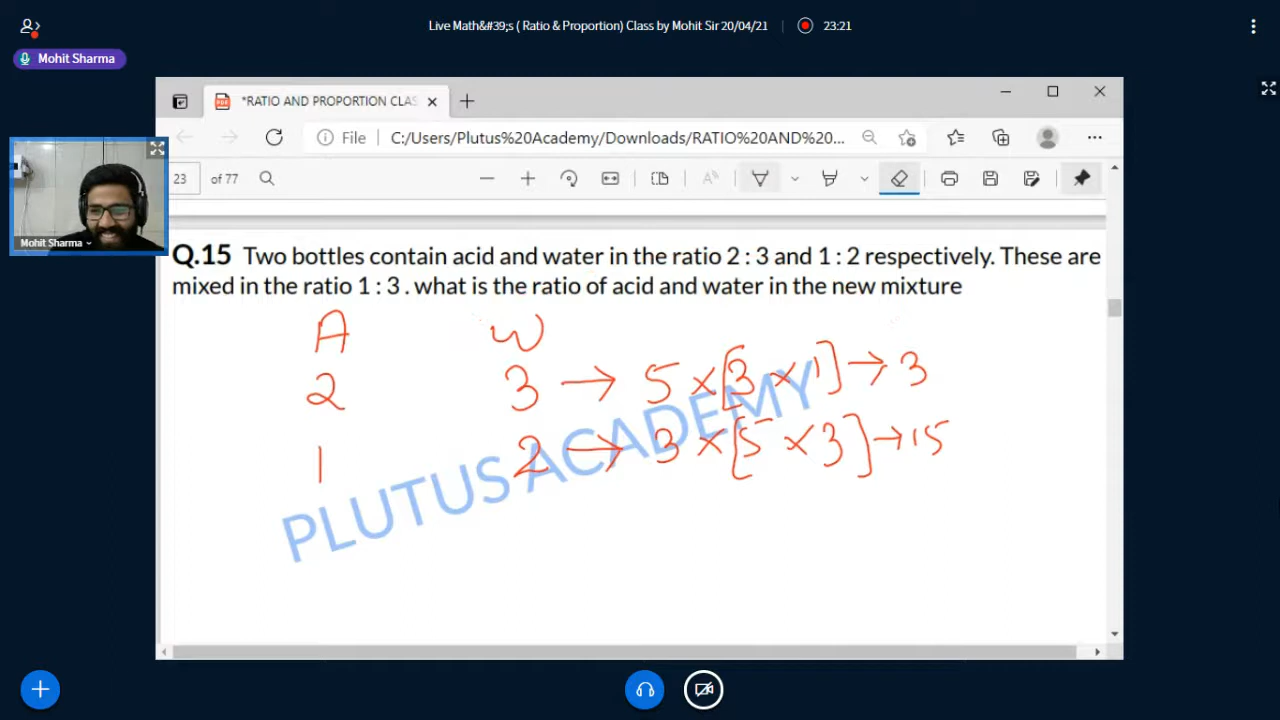 Live Math&#39;s ( Ratio & Proportion) Class by Mohit Sir 20/04/21 23:21
Mohit Sharma
*RATIO AND PROPORTION CLAS
File C:/Users/Plutus%20Academy/Downloads/RATIO%20AND%20...
23 of 77
Mohit Sharma
Q.15 Two bottles contain acid and water in the ratio 2 : 3 and 1 : 2 respectively. These are
mixed in the ratio 1 : 3 . what is the ratio of acid and water in the new mixture
A W
2 3 → 5 × [3 × 1] → 3
1 2 → 3 × [5 × 3] → 15
PLUTUS ACADEMY